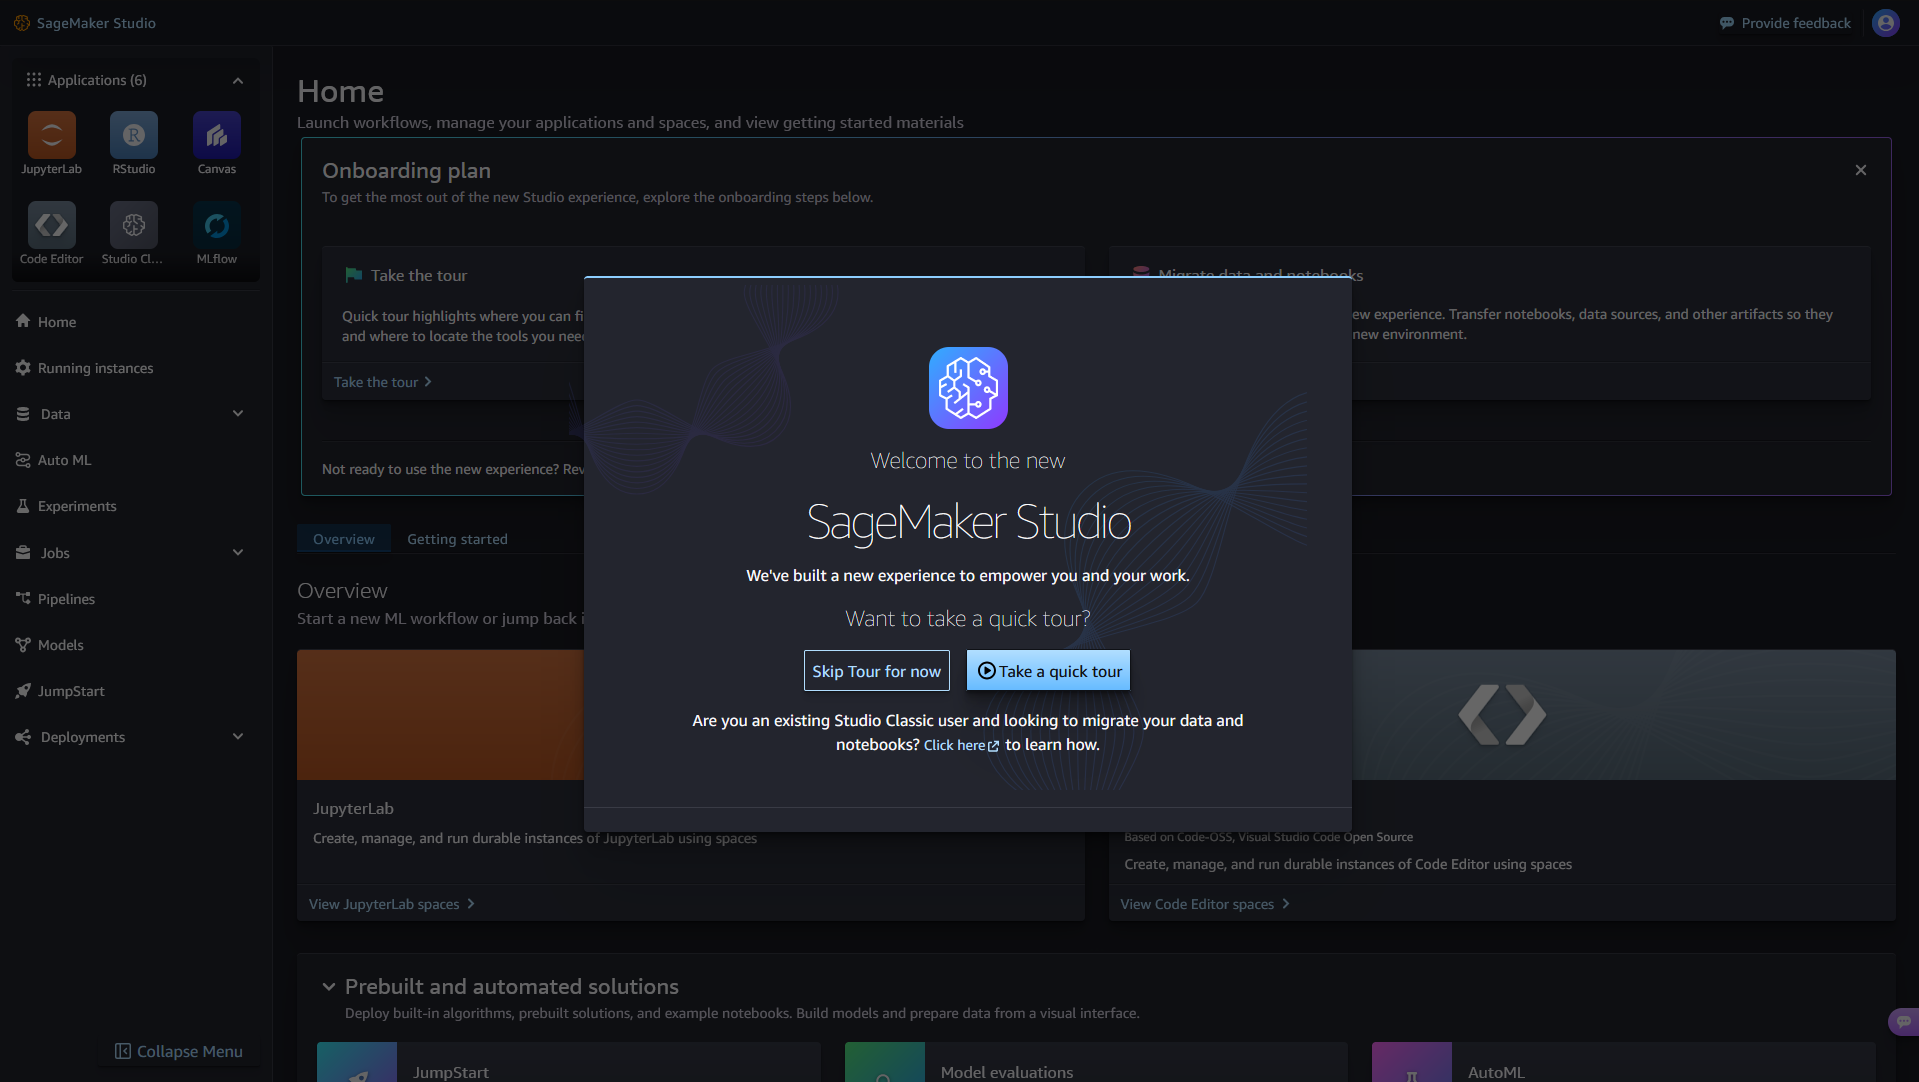 SageMaker Studio
Provide feedback
Applications (6)
JupyterLab
RStudio
Canvas
Code Editor
Studio Cl...
MLflow
Home
Running instances
Data
Auto ML
Experiments
Jobs
Pipelines
Models
JumpStart
Deployments
Collapse Menu
Home
Launch workflows, manage your applications and spaces, and view getting started materials
Onboarding plan
To get the most out of the new Studio experience, explore the onboarding steps below.
Take the tour
Quick tour highlights where you can fi
and where to locate the tools you nee
Take the tour
Migrate data and notebooks
ew experience. Transfer notebooks, data sources, and other artifacts so they
new environment.
Not ready to use the new experience? Rev
Overview
Getting started
Overview
Start a new ML workflow or jump back i
Welcome to the new
SageMaker Studio
We've built a new experience to empower you and your work.
Want to take a quick tour?
Skip Tour for now
Take a quick tour
Are you an existing Studio Classic user and looking to migrate your data and
notebooks? Click here to learn how.
JupyterLab
Create, manage, and run durable instances of JupyterLab using spaces
View JupyterLab spaces
Based on Code-OSS, Visual Studio Code Open Source
Create, manage, and run durable instances of Code Editor using spaces
View Code Editor spaces
Prebuilt and automated solutions
Deploy built-in algorithms, prebuilt solutions, and example notebooks. Build models and prepare data from a visual interface.
JumpStart
Model evaluations
AutoML